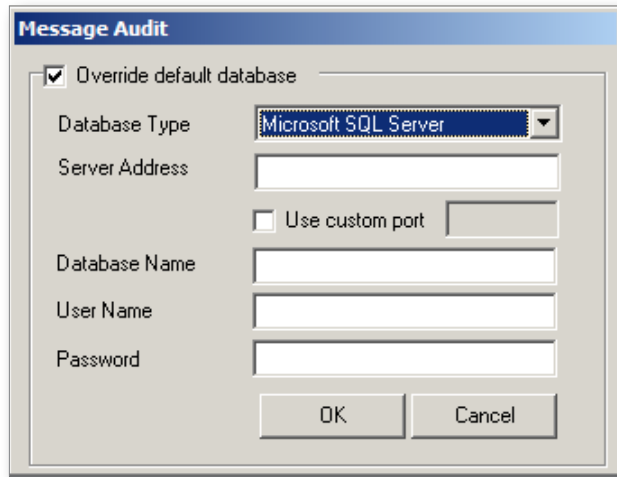 Message Audit
Override default database
Database Type Microsoft SQL Server
Server Address
Use custom port
Database Name
User Name
Password
OK Cancel